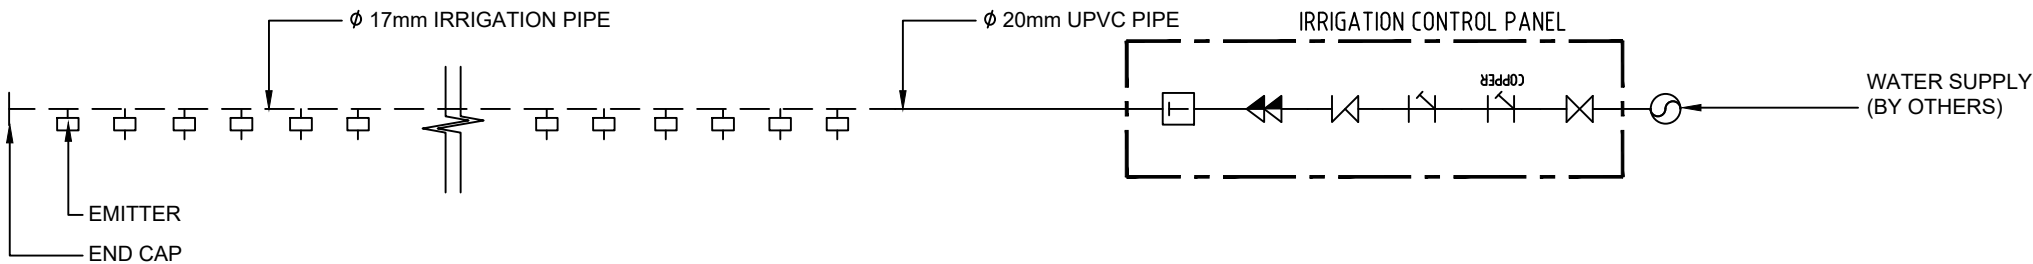 ϕ 17mm IRRIGATION PIPE
ϕ 20mm UPVC PIPE
IRRIGATION CONTROL PANEL
COPPER
WATER SUPPLY
(BY OTHERS)
EMITTER
END CAP